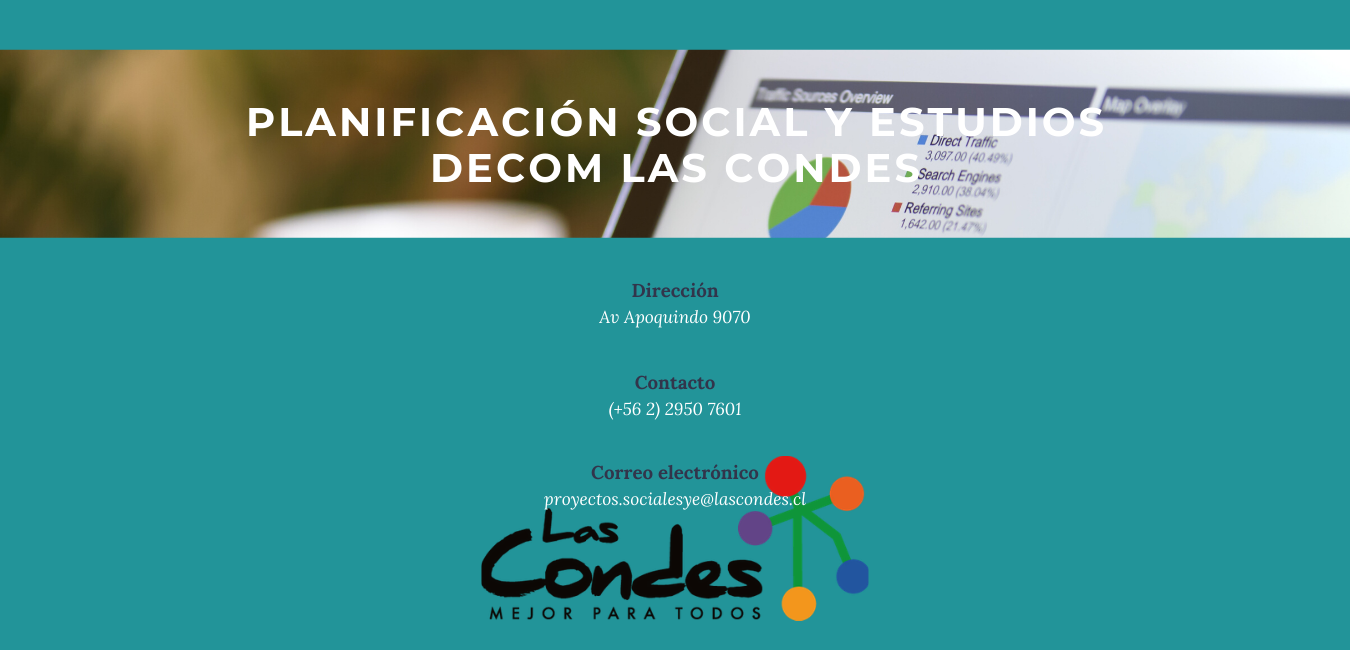 PLANIFICACIÓN SOCIAL Y ESTUDIOS
DECOM LAS CONDES
Traffic Sources Overview
Map Overlay
Direct Traffic
3,097.00 (40.49%)
Search Engines
2,910.00 (38.04%)
Referring Sites
1,642.00 (21.47%)
Dirección
Av Apoquindo 9070
Contacto
(+56 2) 2950 7601
Correo electrónico
proyectos.socialesye@lascondes.cl
Las
Condes
MEJOR PARA TODOS